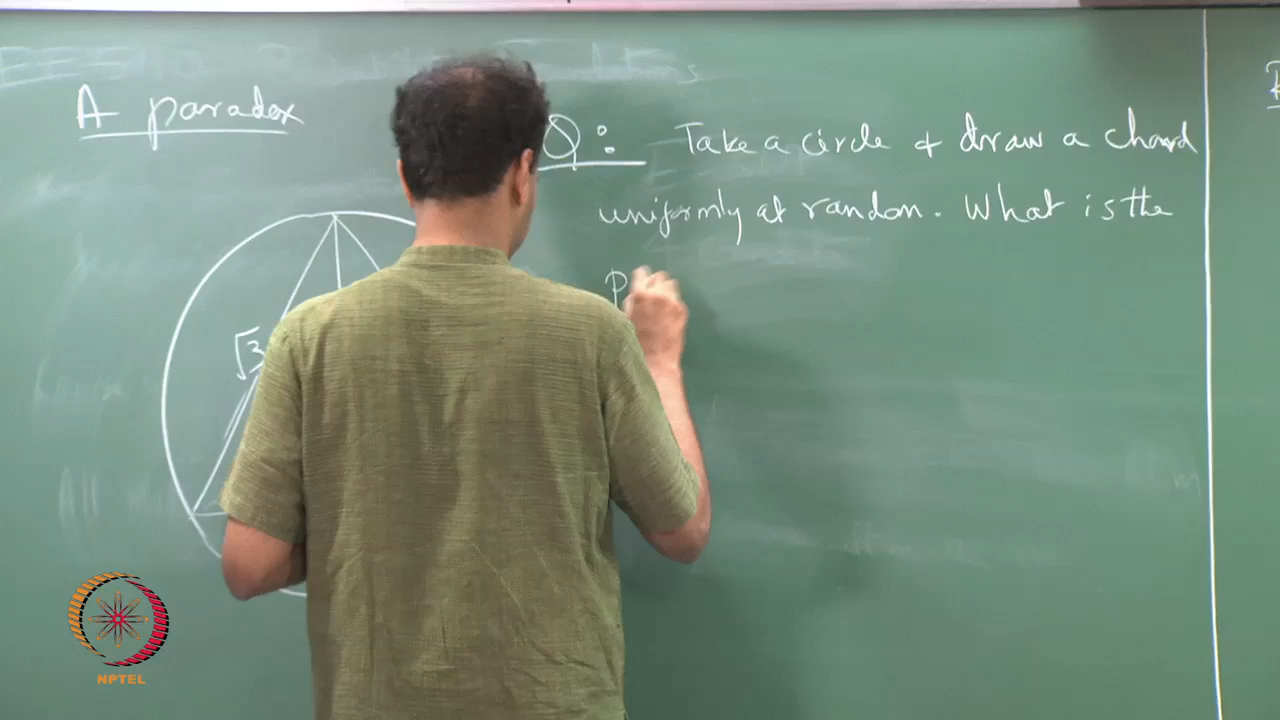 A paradox
Q: Take a circle + draw a chord
uniformly at random. What is the
P
√3
NPTEL